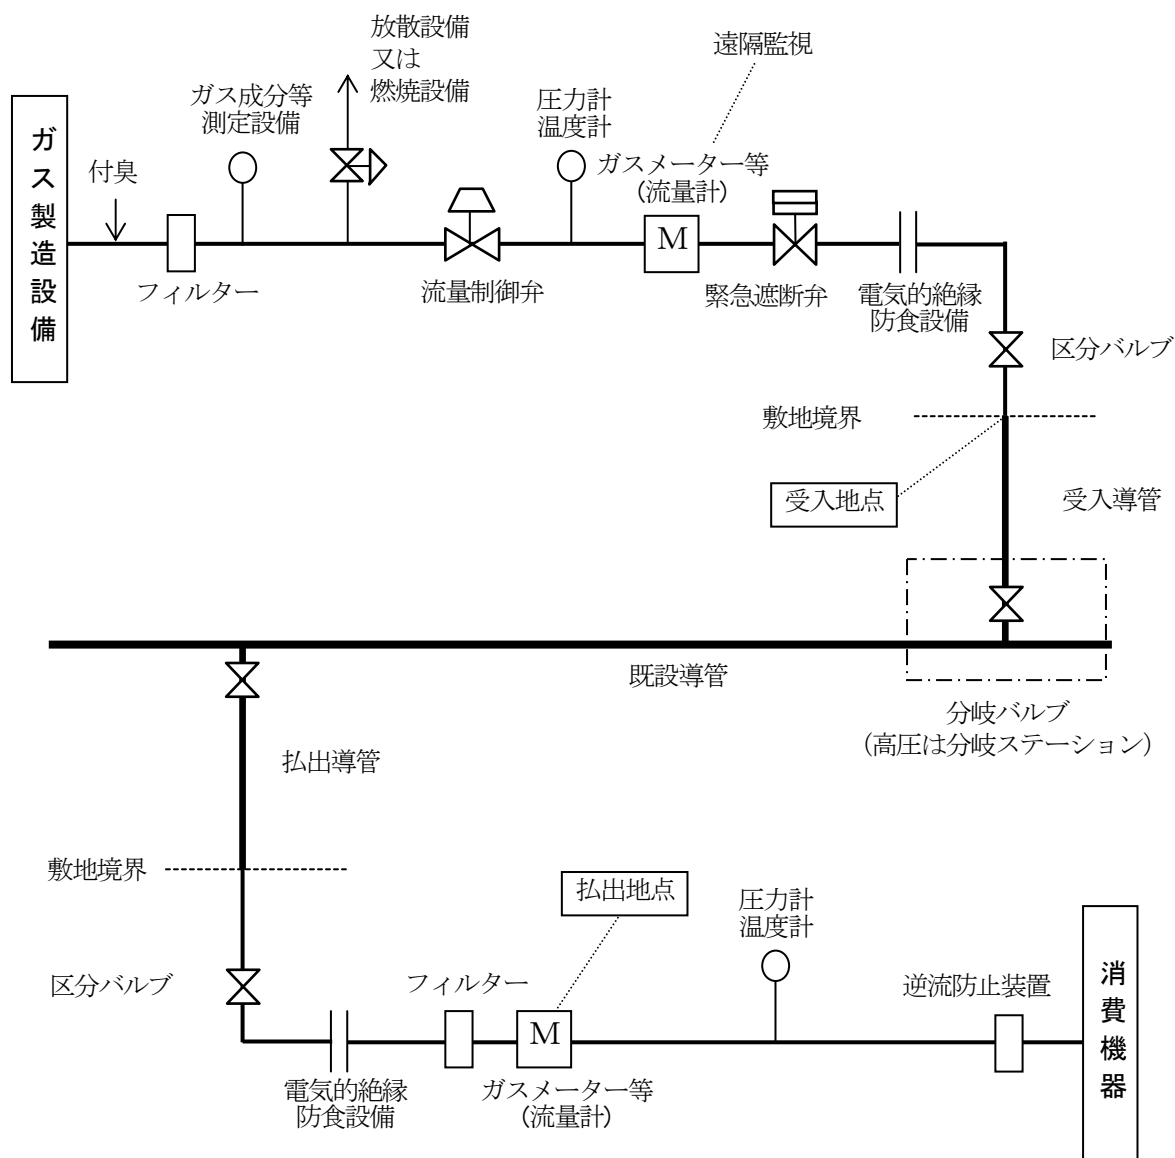 放散設備
又は
燃焼設備
遠隔監視
ガス成分等
測定設備
圧力計
温度計
ガスメーター等
(流量計)
付臭
ガス製造設備
M
フィルター
流量制御弁
緊急遮断弁
電気的絶縁
防食設備
区分バルブ
敷地境界
受入地点
受入導管
既設導管
分岐バルブ
(高圧は分岐ステーション)
払出導管
敷地境界
払出地点
圧力計
温度計
区分バルブ
フィルター
逆流防止装置
消費機器
M
電気的絶縁
防食設備
ガスメーター等
(流量計)